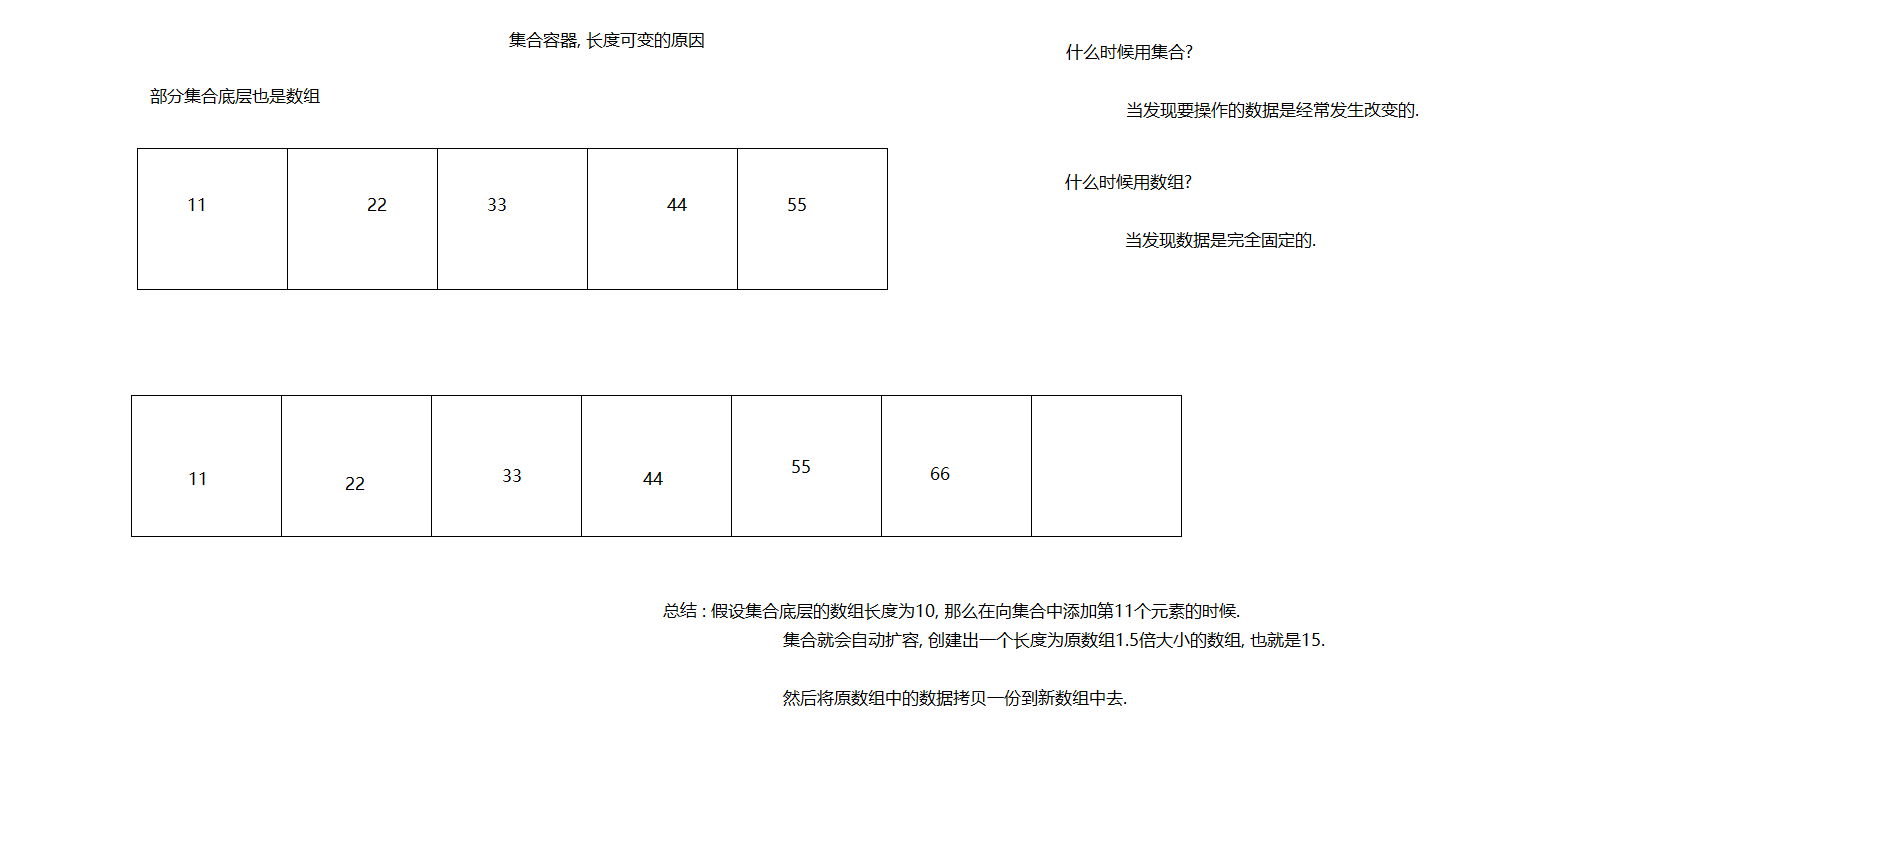 集合容器, 长度可变的原因
部分集合底层也是数组
11 22 33 44 55
11 22 33 44 55 66
什么时候用集合?
当发现要操作的数据是经常发生改变的.
什么时候用数组?
当发现数据是完全固定的.
总结 : 假设集合底层的数组长度为10, 那么在向集合中添加第11个元素的时候.
集合就会自动扩容, 创建出一个长度为原数组1.5倍大小的数组, 也就是15.
然后将原数组中的数据拷贝一份到新数组中去.